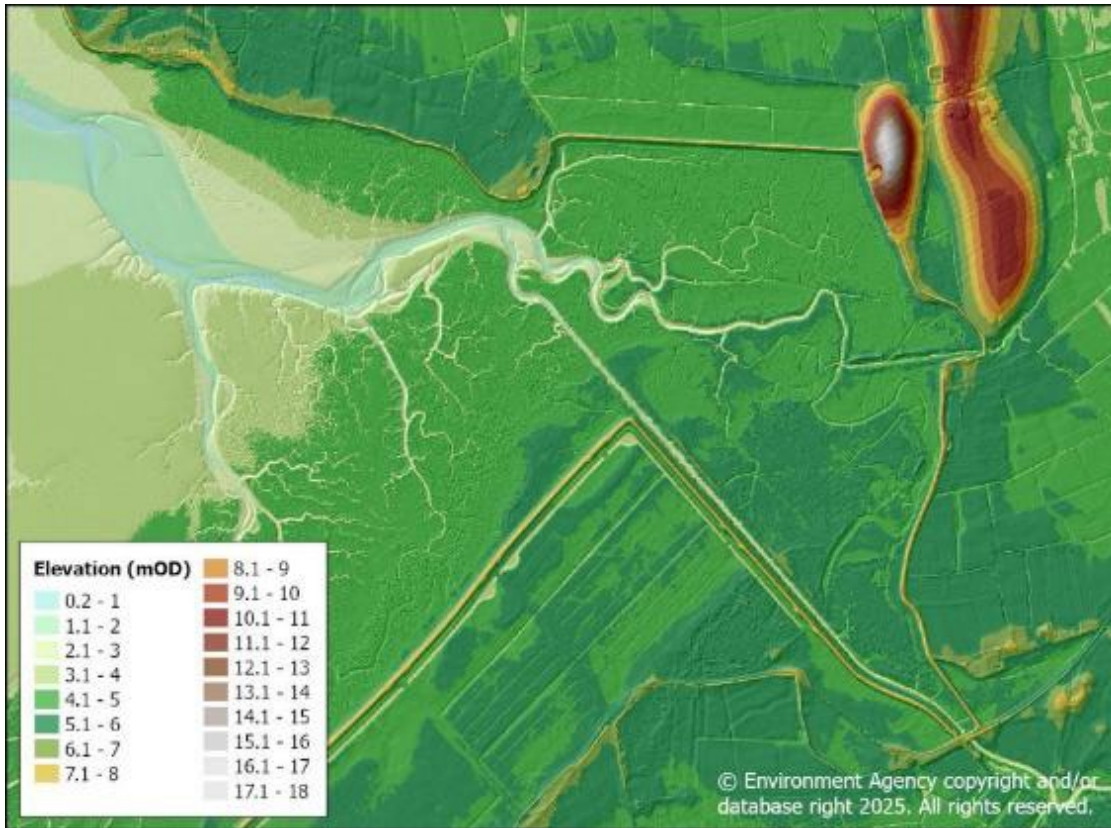 Elevation (mOD)
0.2 - 1
1.1 - 2
2.1 - 3
3.1 - 4
4.1 - 5
5.1 - 6
6.1 - 7
7.1 - 8
8.1 - 9
9.1 - 10
10.1 - 11
11.1 - 12
12.1 - 13
13.1 - 14
14.1 - 15
15.1 - 16
16.1 - 17
17.1 - 18
© Environment Agency copyright and/or
database right 2025. All rights reserved.